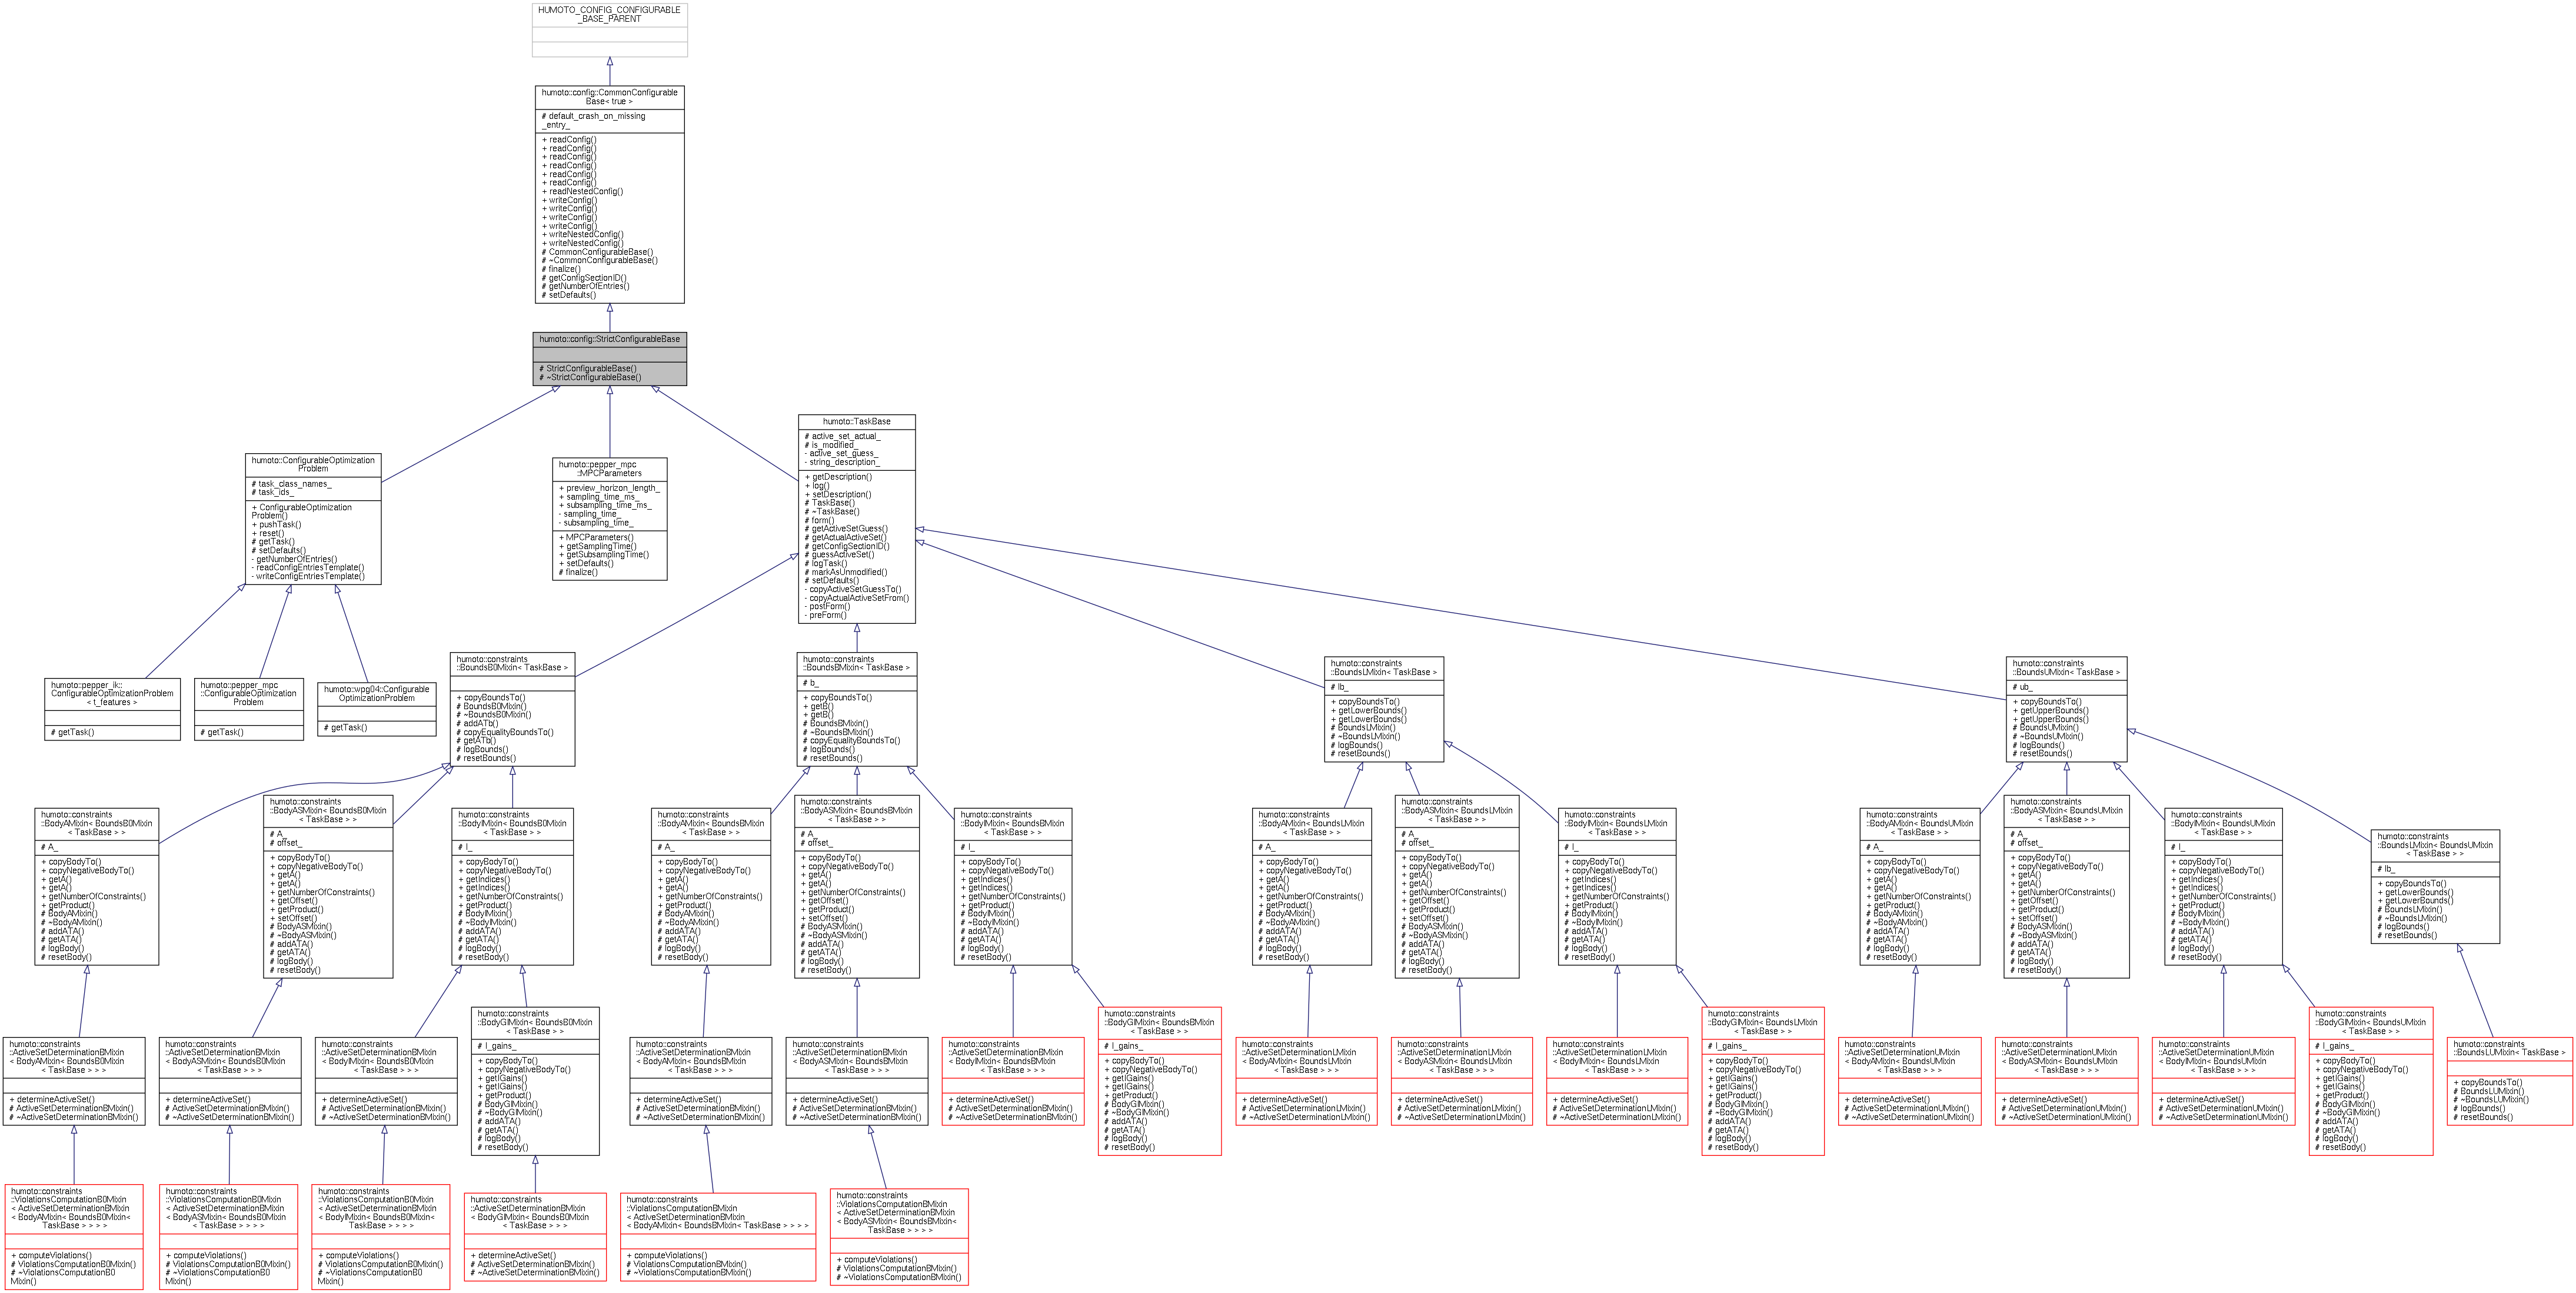 HUMOTO_CONFIG_CONFIGURABLE
_BASE_PARENT
humoto::config::CommonConfigurable
Base< true >
# default_crash_on_missing
_entry_
+ readConfig()
+ readConfig()
+ readConfig()
+ readConfig()
+ readConfig()
+ readConfig()
+ readNestedConfig()
+ writeConfig()
+ writeConfig()
+ writeConfig()
+ writeConfig()
+ writeNestedConfig()
+ writeNestedConfig()
# CommonConfigurableBase()
# ~CommonConfigurableBase()
# finalize()
# getConfigSectionID()
# getNumberOfEntries()
# setDefaults()
humoto::config::StrictConfigurableBase
# StrictConfigurableBase()
# ~StrictConfigurableBase()
humoto::ConfigurableOptimization
Problem
# task_class_names_
# task_ids_
+ ConfigurableOptimization
Problem()
+ pushTask()
+ reset()
# getTask()
# setDefaults()
- getNumberOfEntries()
- readConfigEntriesTemplate()
- writeConfigEntriesTemplate()
humoto::pepper_mpc
::MPCParameters
+ preview_horizon_length_
+ sampling_time_ms_
+ subsampling_time_ms_
- sampling_time_
- subsampling_time_
+ MPCParameters()
+ getSamplingTime()
+ getSubsamplingTime()
+ setDefaults()
# finalize()
humoto::TaskBase
# active_set_actual_
# is_modified_
- active_set_guess_
- string_description_
+ getDescription()
+ log()
+ setDescription()
# TaskBase()
# ~TaskBase()
# form()
# getActiveSetGuess()
# getActualActiveSet()
# getConfigSectionID()
# guessActiveSet()
# logTask()
# markAsUnmodified()
# setDefaults()
- copyActiveSetGuessTo()
- copyActualActiveSetFrom()
- postForm()
- preForm()
humoto::pepper_ik::
ConfigurableOptimizationProblem
< t_features >
# getTask()
humoto::pepper_mpc
::ConfigurableOptimization
Problem
# getTask()
humoto::wpg04::Configurable
OptimizationProblem
# getTask()
humoto::constraints
::BoundsB0Mixin< TaskBase >
+ copyBoundsTo()
# BoundsB0Mixin()
# ~BoundsB0Mixin()
# addATb()
# copyEqualityBoundsTo()
# getATb()
# logBounds()
# resetBounds()
humoto::constraints
::BoundsBMixin< TaskBase >
# b_
+ copyBoundsTo()
+ getB()
+ getB()
# BoundsBMixin()
# ~BoundsBMixin()
# copyEqualityBoundsTo()
# logBounds()
# resetBounds()
humoto::constraints
::BoundsLMixin< TaskBase >
# lb_
+ copyBoundsTo()
+ getLowerBounds()
+ getLowerBounds()
# BoundsLMixin()
# ~BoundsLMixin()
# logBounds()
# resetBounds()
humoto::constraints
::BoundsUMixin< TaskBase >
# ub_
+ copyBoundsTo()
+ getUpperBounds()
+ getUpperBounds()
# BoundsUMixin()
# ~BoundsUMixin()
# logBounds()
# resetBounds()
humoto::constraints
::BodyAMixin< BoundsB0Mixin
< TaskBase > >
# A_
+ copyBodyTo()
+ copyNegativeBodyTo()
+ getA()
+ getA()
+ getNumberOfConstraints()
+ getProduct()
# BodyAMixin()
# ~BodyAMixin()
# addATA()
# getATA()
# logBody()
# resetBody()
humoto::constraints
::BodyASMixin< BoundsB0Mixin
< TaskBase > >
# A_
# offset_
+ copyBodyTo()
+ copyNegativeBodyTo()
+ getA()
+ getA()
+ getNumberOfConstraints()
+ getOffset()
+ getProduct()
+ setOffset()
# BodyASMixin()
# ~BodyASMixin()
# addATA()
# getATA()
# logBody()
# resetBody()
humoto::constraints
::BodyIMixin< BoundsB0Mixin
< TaskBase > >
# I_
+ copyBodyTo()
+ copyNegativeBodyTo()
+ getIndices()
+ getIndices()
+ getNumberOfConstraints()
+ getProduct()
# BodyIMixin()
# ~BodyIMixin()
# addATA()
# getATA()
# logBody()
# resetBody()
humoto::constraints
::BodyAMixin< BoundsBMixin
< TaskBase > >
# A_
+ copyBodyTo()
+ copyNegativeBodyTo()
+ getA()
+ getA()
+ getNumberOfConstraints()
+ getProduct()
# BodyAMixin()
# ~BodyAMixin()
# addATA()
# getATA()
# logBody()
# resetBody()
humoto::constraints
::BodyASMixin< BoundsBMixin
< TaskBase > >
# A_
# offset_
+ copyBodyTo()
+ copyNegativeBodyTo()
+ getA()
+ getA()
+ getNumberOfConstraints()
+ getOffset()
+ getProduct()
+ setOffset()
# BodyASMixin()
# ~BodyASMixin()
# addATA()
# getATA()
# logBody()
# resetBody()
humoto::constraints
::BodyIMixin< BoundsBMixin
< TaskBase > >
# I_
+ copyBodyTo()
+ copyNegativeBodyTo()
+ getIndices()
+ getIndices()
+ getNumberOfConstraints()
+ getProduct()
# BodyIMixin()
# ~BodyIMixin()
# addATA()
# getATA()
# logBody()
# resetBody()
humoto::constraints
::BodyAMixin< BoundsLMixin
< TaskBase > >
# A_
+ copyBodyTo()
+ copyNegativeBodyTo()
+ getA()
+ getA()
+ getNumberOfConstraints()
+ getProduct()
# BodyAMixin()
# ~BodyAMixin()
# addATA()
# getATA()
# logBody()
# resetBody()
humoto::constraints
::BodyASMixin< BoundsLMixin
< TaskBase > >
# A_
# offset_
+ copyBodyTo()
+ copyNegativeBodyTo()
+ getA()
+ getA()
+ getNumberOfConstraints()
+ getOffset()
+ getProduct()
+ setOffset()
# BodyASMixin()
# ~BodyASMixin()
# addATA()
# getATA()
# logBody()
# resetBody()
humoto::constraints
::BodyIMixin< BoundsLMixin
< TaskBase > >
# I_
+ copyBodyTo()
+ copyNegativeBodyTo()
+ getIndices()
+ getIndices()
+ getNumberOfConstraints()
+ getProduct()
# BodyIMixin()
# ~BodyIMixin()
# addATA()
# getATA()
# logBody()
# resetBody()
humoto::constraints
::BodyAMixin< BoundsUMixin
< TaskBase > >
# A_
+ copyBodyTo()
+ copyNegativeBodyTo()
+ getA()
+ getA()
+ getNumberOfConstraints()
+ getProduct()
# BodyAMixin()
# ~BodyAMixin()
# addATA()
# getATA()
# logBody()
# resetBody()
humoto::constraints
::BodyASMixin< BoundsUMixin
< TaskBase > >
# A_
# offset_
+ copyBodyTo()
+ copyNegativeBodyTo()
+ getA()
+ getA()
+ getNumberOfConstraints()
+ getOffset()
+ getProduct()
+ setOffset()
# BodyASMixin()
# ~BodyASMixin()
# addATA()
# getATA()
# logBody()
# resetBody()
humoto::constraints
::BodyIMixin< BoundsUMixin
< TaskBase > >
# I_
+ copyBodyTo()
+ copyNegativeBodyTo()
+ getIndices()
+ getIndices()
+ getNumberOfConstraints()
+ getProduct()
# BodyIMixin()
# ~BodyIMixin()
# addATA()
# getATA()
# logBody()
# resetBody()
humoto::constraints
::BoundsLMixin< BoundsUMixin
< TaskBase > >
# lb_
+ copyBoundsTo()
+ getLowerBounds()
+ getLowerBounds()
# BoundsLMixin()
# ~BoundsLMixin()
# logBounds()
# resetBounds()
humoto::constraints
::ActiveSetDeterminationBMixin
< BodyAMixin< BoundsB0Mixin
< TaskBase > > >
+ determineActiveSet()
# ActiveSetDeterminationBMixin()
# ~ActiveSetDeterminationBMixin()
humoto::constraints
::ActiveSetDeterminationBMixin
< BodyASMixin< BoundsB0Mixin
< TaskBase > > >
+ determineActiveSet()
# ActiveSetDeterminationBMixin()
# ~ActiveSetDeterminationBMixin()
humoto::constraints
::ActiveSetDeterminationBMixin
< BodyIMixin< BoundsB0Mixin
< TaskBase > > >
+ determineActiveSet()
# ActiveSetDeterminationBMixin()
# ~ActiveSetDeterminationBMixin()
humoto::constraints
::BodyGIMixin< BoundsB0Mixin
< TaskBase > >
# I_gains_
+ copyBodyTo()
+ copyNegativeBodyTo()
+ getIGains()
+ getIGains()
+ getProduct()
# BodyGIMixin()
# ~BodyGIMixin()
# addATA()
# getATA()
# logBody()
# resetBody()
humoto::constraints
::ActiveSetDeterminationBMixin
< BodyAMixin< BoundsBMixin
< TaskBase > > >
+ determineActiveSet()
# ActiveSetDeterminationBMixin()
# ~ActiveSetDeterminationBMixin()
humoto::constraints
::ActiveSetDeterminationBMixin
< BodyASMixin< BoundsBMixin
< TaskBase > > >
+ determineActiveSet()
# ActiveSetDeterminationBMixin()
# ~ActiveSetDeterminationBMixin()
humoto::constraints
::ActiveSetDeterminationBMixin
< BodyIMixin< BoundsBMixin
< TaskBase > > >
+ determineActiveSet()
# ActiveSetDeterminationBMixin()
# ~ActiveSetDeterminationBMixin()
humoto::constraints
::BodyGIMixin< BoundsBMixin
< TaskBase > >
# I_gains_
+ copyBodyTo()
+ copyNegativeBodyTo()
+ getIGains()
+ getIGains()
+ getProduct()
# BodyGIMixin()
# ~BodyGIMixin()
# addATA()
# getATA()
# logBody()
# resetBody()
humoto::constraints
::ActiveSetDeterminationLMixin
< BodyAMixin< BoundsLMixin
< TaskBase > > >
+ determineActiveSet()
# ActiveSetDeterminationLMixin()
# ~ActiveSetDeterminationLMixin()
humoto::constraints
::ActiveSetDeterminationLMixin
< BodyASMixin< BoundsLMixin
< TaskBase > > >
+ determineActiveSet()
# ActiveSetDeterminationLMixin()
# ~ActiveSetDeterminationLMixin()
humoto::constraints
::ActiveSetDeterminationLMixin
< BodyIMixin< BoundsLMixin
< TaskBase > > >
+ determineActiveSet()
# ActiveSetDeterminationLMixin()
# ~ActiveSetDeterminationLMixin()
humoto::constraints
::BodyGIMixin< BoundsLMixin
< TaskBase > >
# I_gains_
+ copyBodyTo()
+ copyNegativeBodyTo()
+ getIGains()
+ getIGains()
+ getProduct()
# BodyGIMixin()
# ~BodyGIMixin()
# addATA()
# getATA()
# logBody()
# resetBody()
humoto::constraints
::ActiveSetDeterminationUMixin
< BodyAMixin< BoundsUMixin
< TaskBase > > >
+ determineActiveSet()
# ActiveSetDeterminationUMixin()
# ~ActiveSetDeterminationUMixin()
humoto::constraints
::ActiveSetDeterminationUMixin
< BodyASMixin< BoundsUMixin
< TaskBase > > >
+ determineActiveSet()
# ActiveSetDeterminationUMixin()
# ~ActiveSetDeterminationUMixin()
humoto::constraints
::ActiveSetDeterminationUMixin
< BodyIMixin< BoundsUMixin
< TaskBase > > >
+ determineActiveSet()
# ActiveSetDeterminationUMixin()
# ~ActiveSetDeterminationUMixin()
humoto::constraints
::BodyGIMixin< BoundsUMixin
< TaskBase > >
# I_gains_
+ copyBodyTo()
+ copyNegativeBodyTo()
+ getIGains()
+ getIGains()
+ getProduct()
# BodyGIMixin()
# ~BodyGIMixin()
# addATA()
# getATA()
# logBody()
# resetBody()
humoto::constraints
::BoundsLUMixin< TaskBase >
+ copyBoundsTo()
# BoundsLUMixin()
# ~BoundsLUMixin()
# logBounds()
# resetBounds()
humoto::constraints
::ViolationsComputationB0Mixin
< ActiveSetDeterminationBMixin
< BodyAMixin< BoundsB0Mixin<
TaskBase > > > >
+ computeViolations()
# ViolationsComputationB0Mixin()
# ~ViolationsComputationB0
Mixin()
humoto::constraints
::ViolationsComputationB0Mixin
< ActiveSetDeterminationBMixin
< BodyASMixin< BoundsB0Mixin
< TaskBase > > > >
+ computeViolations()
# ViolationsComputationB0Mixin()
# ~ViolationsComputationB0
Mixin()
humoto::constraints
::ViolationsComputationB0Mixin
< ActiveSetDeterminationBMixin
< BodyIMixin< BoundsB0Mixin<
TaskBase > > > >
+ computeViolations()
# ViolationsComputationB0Mixin()
# ~ViolationsComputationB0
Mixin()
humoto::constraints
::ActiveSetDeterminationBMixin
< BodyGIMixin< BoundsB0Mixin
< TaskBase > > >
+ determineActiveSet()
# ActiveSetDeterminationBMixin()
# ~ActiveSetDeterminationBMixin()
humoto::constraints
::ViolationsComputationBMixin
< ActiveSetDeterminationBMixin
< BodyAMixin< BoundsBMixin< TaskBase > > > >
+ computeViolations()
# ViolationsComputationBMixin()
# ~ViolationsComputationBMixin()
humoto::constraints
::ViolationsComputationBMixin
< ActiveSetDeterminationBMixin
< BodyASMixin< BoundsBMixin<
TaskBase > > > >
+ computeViolations()
# ViolationsComputationBMixin()
# ~ViolationsComputationBMixin()